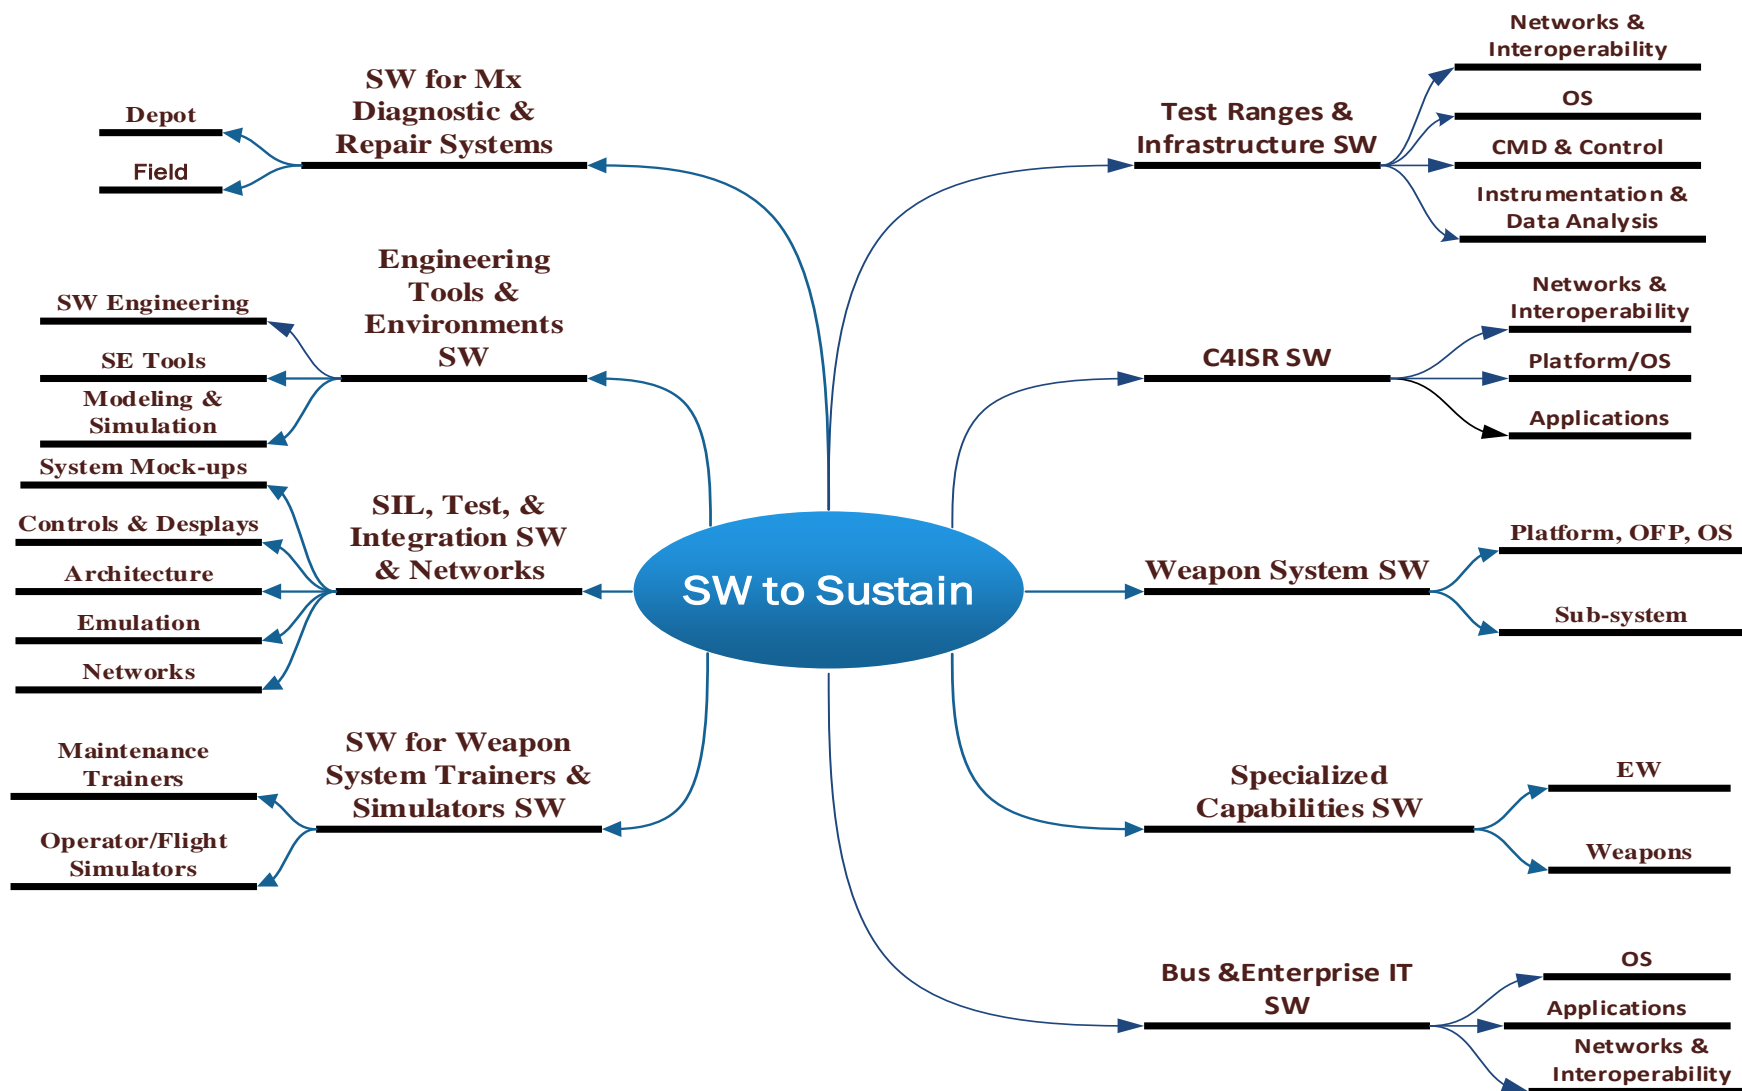 SW for Mx
Diagnostic &
Repair Systems
Depot
Field
Engineering
Tools &
Environments
SW
SW Engineering
SE Tools
Modeling &
Simulation
SIL, Test, &
Integration SW
& Networks
System Mock-ups
Controls & Desplays
Architecture
Emulation
Networks
SW for Weapon
System Trainers &
Simulators SW
Maintenance
Trainers
Operator/Flight
Simulators
SW to Sustain
Test Ranges &
Infrastructure SW
Networks &
Interoperability
OS
CMD & Control
Instrumentation &
Data Analysis
C4ISR SW
Networks &
Interoperability
Platform/OS
Applications
Weapon System SW
Platform, OFP, OS
Sub-system
Specialized
Capabilities SW
EW
Weapons
Bus &Enterprise IT
SW
OS
Applications
Networks &
Interoperability